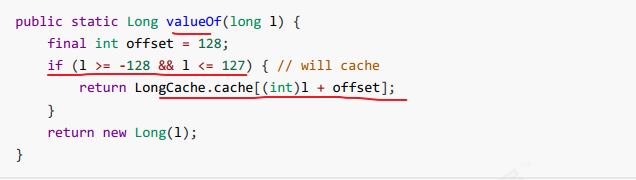 public static Long valueOf(long l) {
    final int offset = 128;
    if (l >= -128 && l <= 127) { // will cache
        return LongCache.cache[(int)l + offset];
    }
    return new Long(l);
}